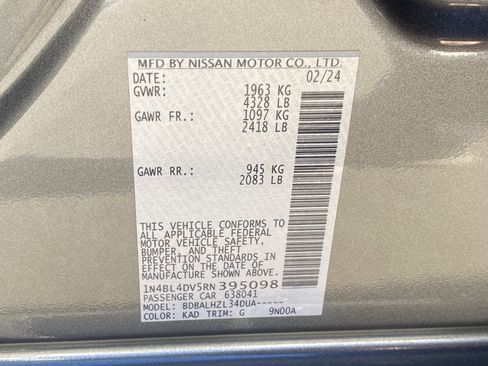 MFD BY NISSAN MOTOR CO., LTD.
DATE: 02/24
GVWR: 1963 KG
4328 LB
GAWR FR.: 1097 KG
2418 LB
GAWR RR.: 945 KG
2083 LB
THIS VEHICLE CONFORMS TO
ALL APPLICABLE FEDERAL
MOTOR VEHICLE SAFETY,
BUMPER, AND THEFT
PREVENTION STANDARDS IN
EFFECT ON THE DATE OF
MANUFACTURE SHOWN ABOVE.
1N4BL4DV5RN395098
PASSENGER CAR 638041
MODEL: BDBALHZL34DUA-----
COLOR: KAD TRIM: G 9N00A